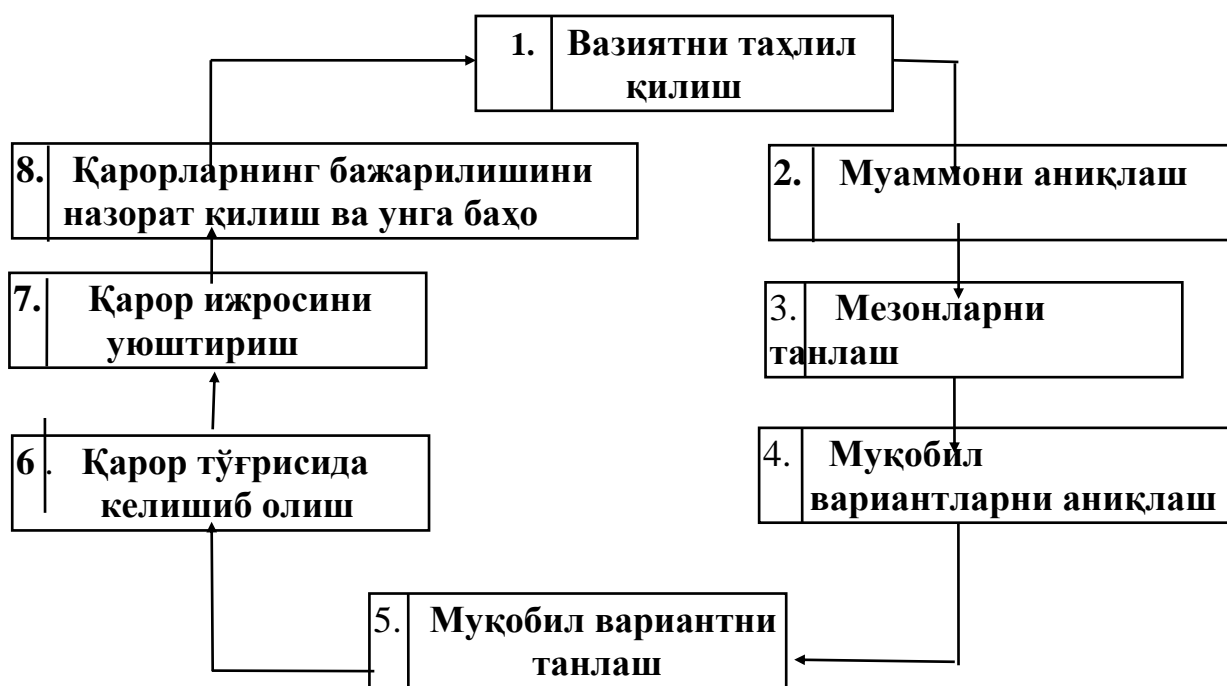 1. Вазиятни таҳлил
қилиш
2. Муаммони аниқлаш
3. Мезонларни
танлаш
4. Муқобил
вариантларни аниқлаш
5. Муқобил вариантни
танлаш
6. Қарор тўғрисида
келишиб олиш
7. Қарор ижросини
уюштириш
8. Қарорларнинг бажарилишини
назорат қилиш ва унга баҳо